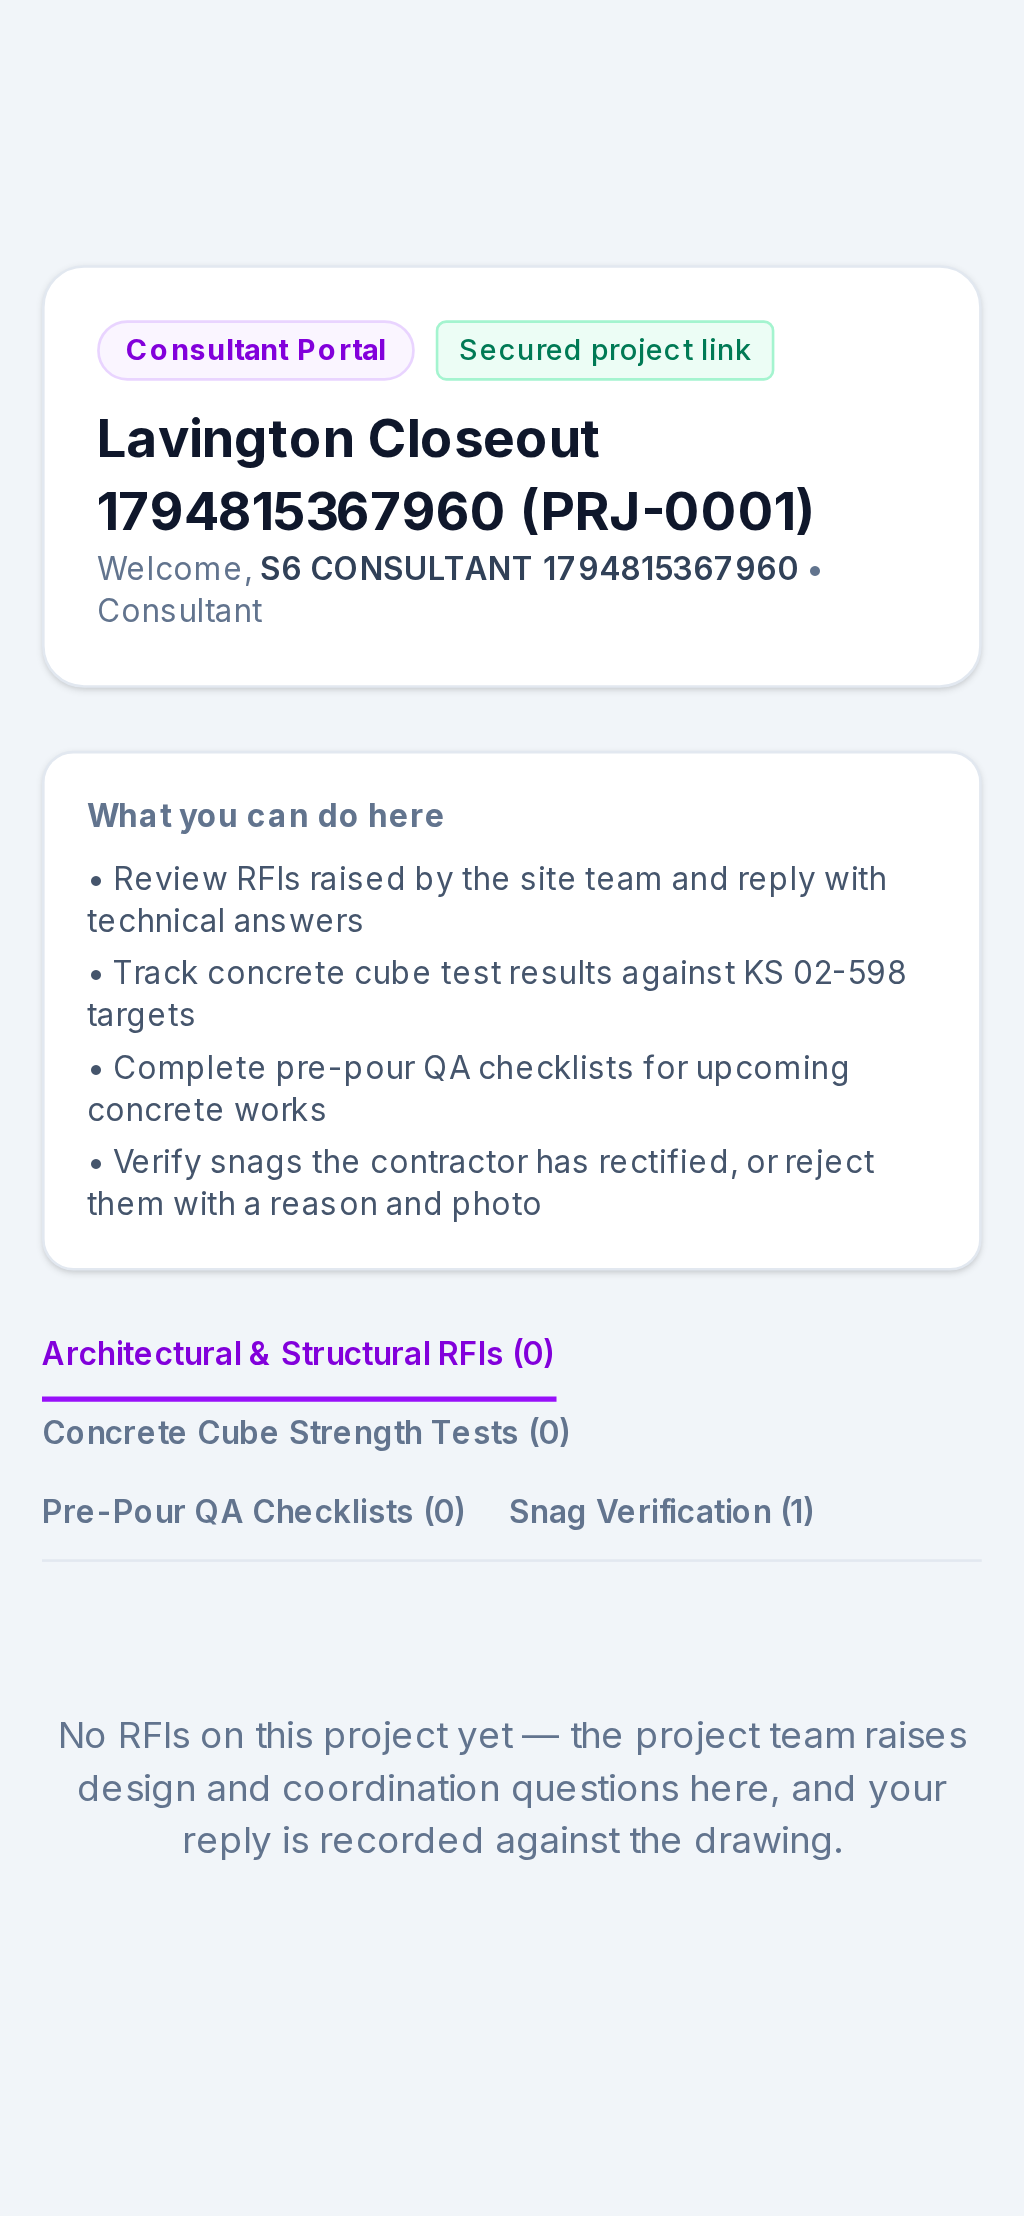 Consultant Portal
Secured project link
Lavington Closeout
1794815367960 (PRJ-0001)
Welcome, S6 CONSULTANT 1794815367960 •
Consultant
What you can do here
• Review RFIs raised by the site team and reply with
technical answers
• Track concrete cube test results against KS 02-598
targets
• Complete pre-pour QA checklists for upcoming
concrete works
• Verify snags the contractor has rectified, or reject
them with a reason and photo
Architectural & Structural RFIs (0)
Concrete Cube Strength Tests (0)
Pre-Pour QA Checklists (0) Snag Verification (1)
No RFIs on this project yet — the project team raises
design and coordination questions here, and your
reply is recorded against the drawing.